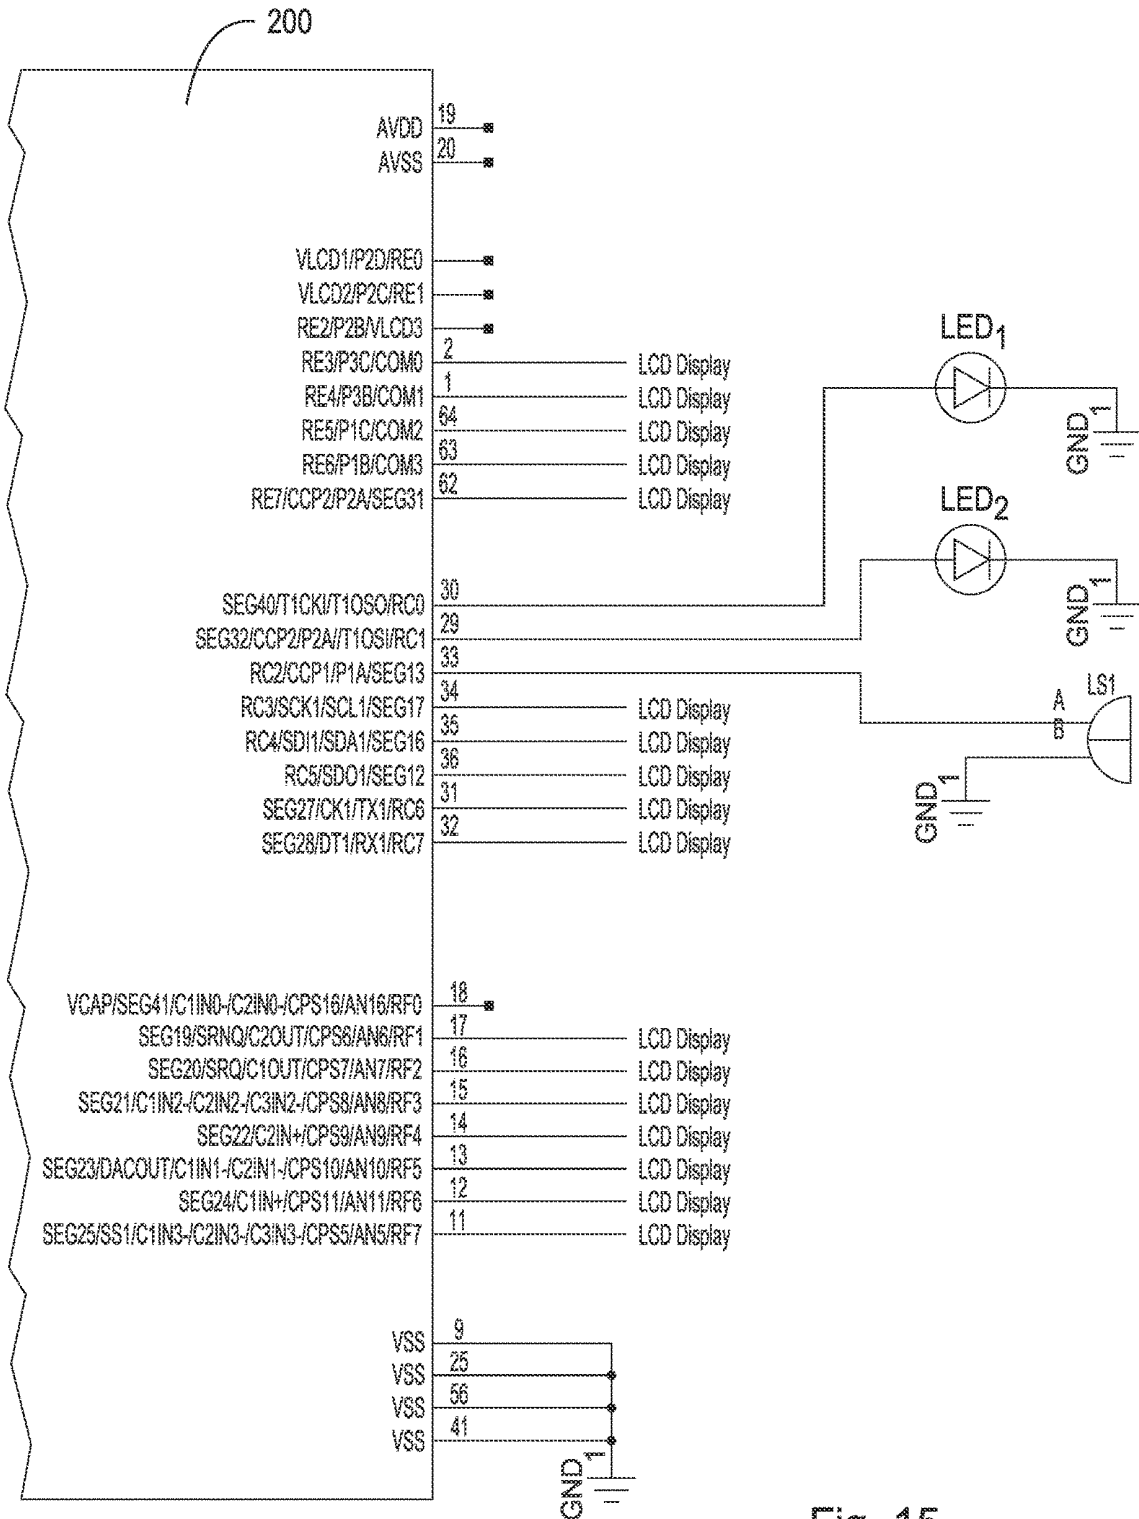 200
AVDD 19
AVSS 20
VLCD1/P2D/RE0
VLCD2/P2C/RE1
RE2/P2B/VLCD3
RE3/P3C/COM0 2 LCD Display
RE4/P3B/COM1 1 LCD Display
RE5/P1C/COM2 64 LCD Display
RE6/P1B/COM3 63 LCD Display
RE7/CCP2/P2A/SEG31 62 LCD Display
LED1
GND 1
LED2
GND 1
SEG40/T1CKI/T1OSO/RC0 30
SEG32/CCP2/P2A//T1OSI/RC1 29
RC2/CCP1/P1A/SEG13 33
LS1
A
B
GND 1
RC3/SCK1/SCL1/SEG17 34 LCD Display
RC4/SDI1/SDA1/SEG16 35 LCD Display
RC5/SDO1/SEG12 36 LCD Display
SEG27/CK1/TX1/RC6 31 LCD Display
SEG28/DT1/RX1/RC7 32 LCD Display
VCAP/SEG41/C1IN0-/C2IN0-/CPS16/AN16/RF0 18
SEG19/SRNQ/C2OUT/CPS6/AN6/RF1 17 LCD Display
SEG20/SRQ/C1OUT/CPS7/AN7/RF2 16 LCD Display
SEG21/C1IN2-/C2IN2-/C3IN2-/CPS8/AN8/RF3 15 LCD Display
SEG22/C2IN+/CPS9/AN9/RF4 14 LCD Display
SEG23/DACOUT/C1IN1-/C2IN1-/CPS10/AN10/RF5 13 LCD Display
SEG24/C1IN+/CPS11/AN11/RF6 12 LCD Display
SEG25/SS1/C1IN3-/C2IN3-/C3IN3-/CPS5/AN5/RF7 11 LCD Display
VSS 9
VSS 25
VSS 56
VSS 41
GND 1
Fig. 15